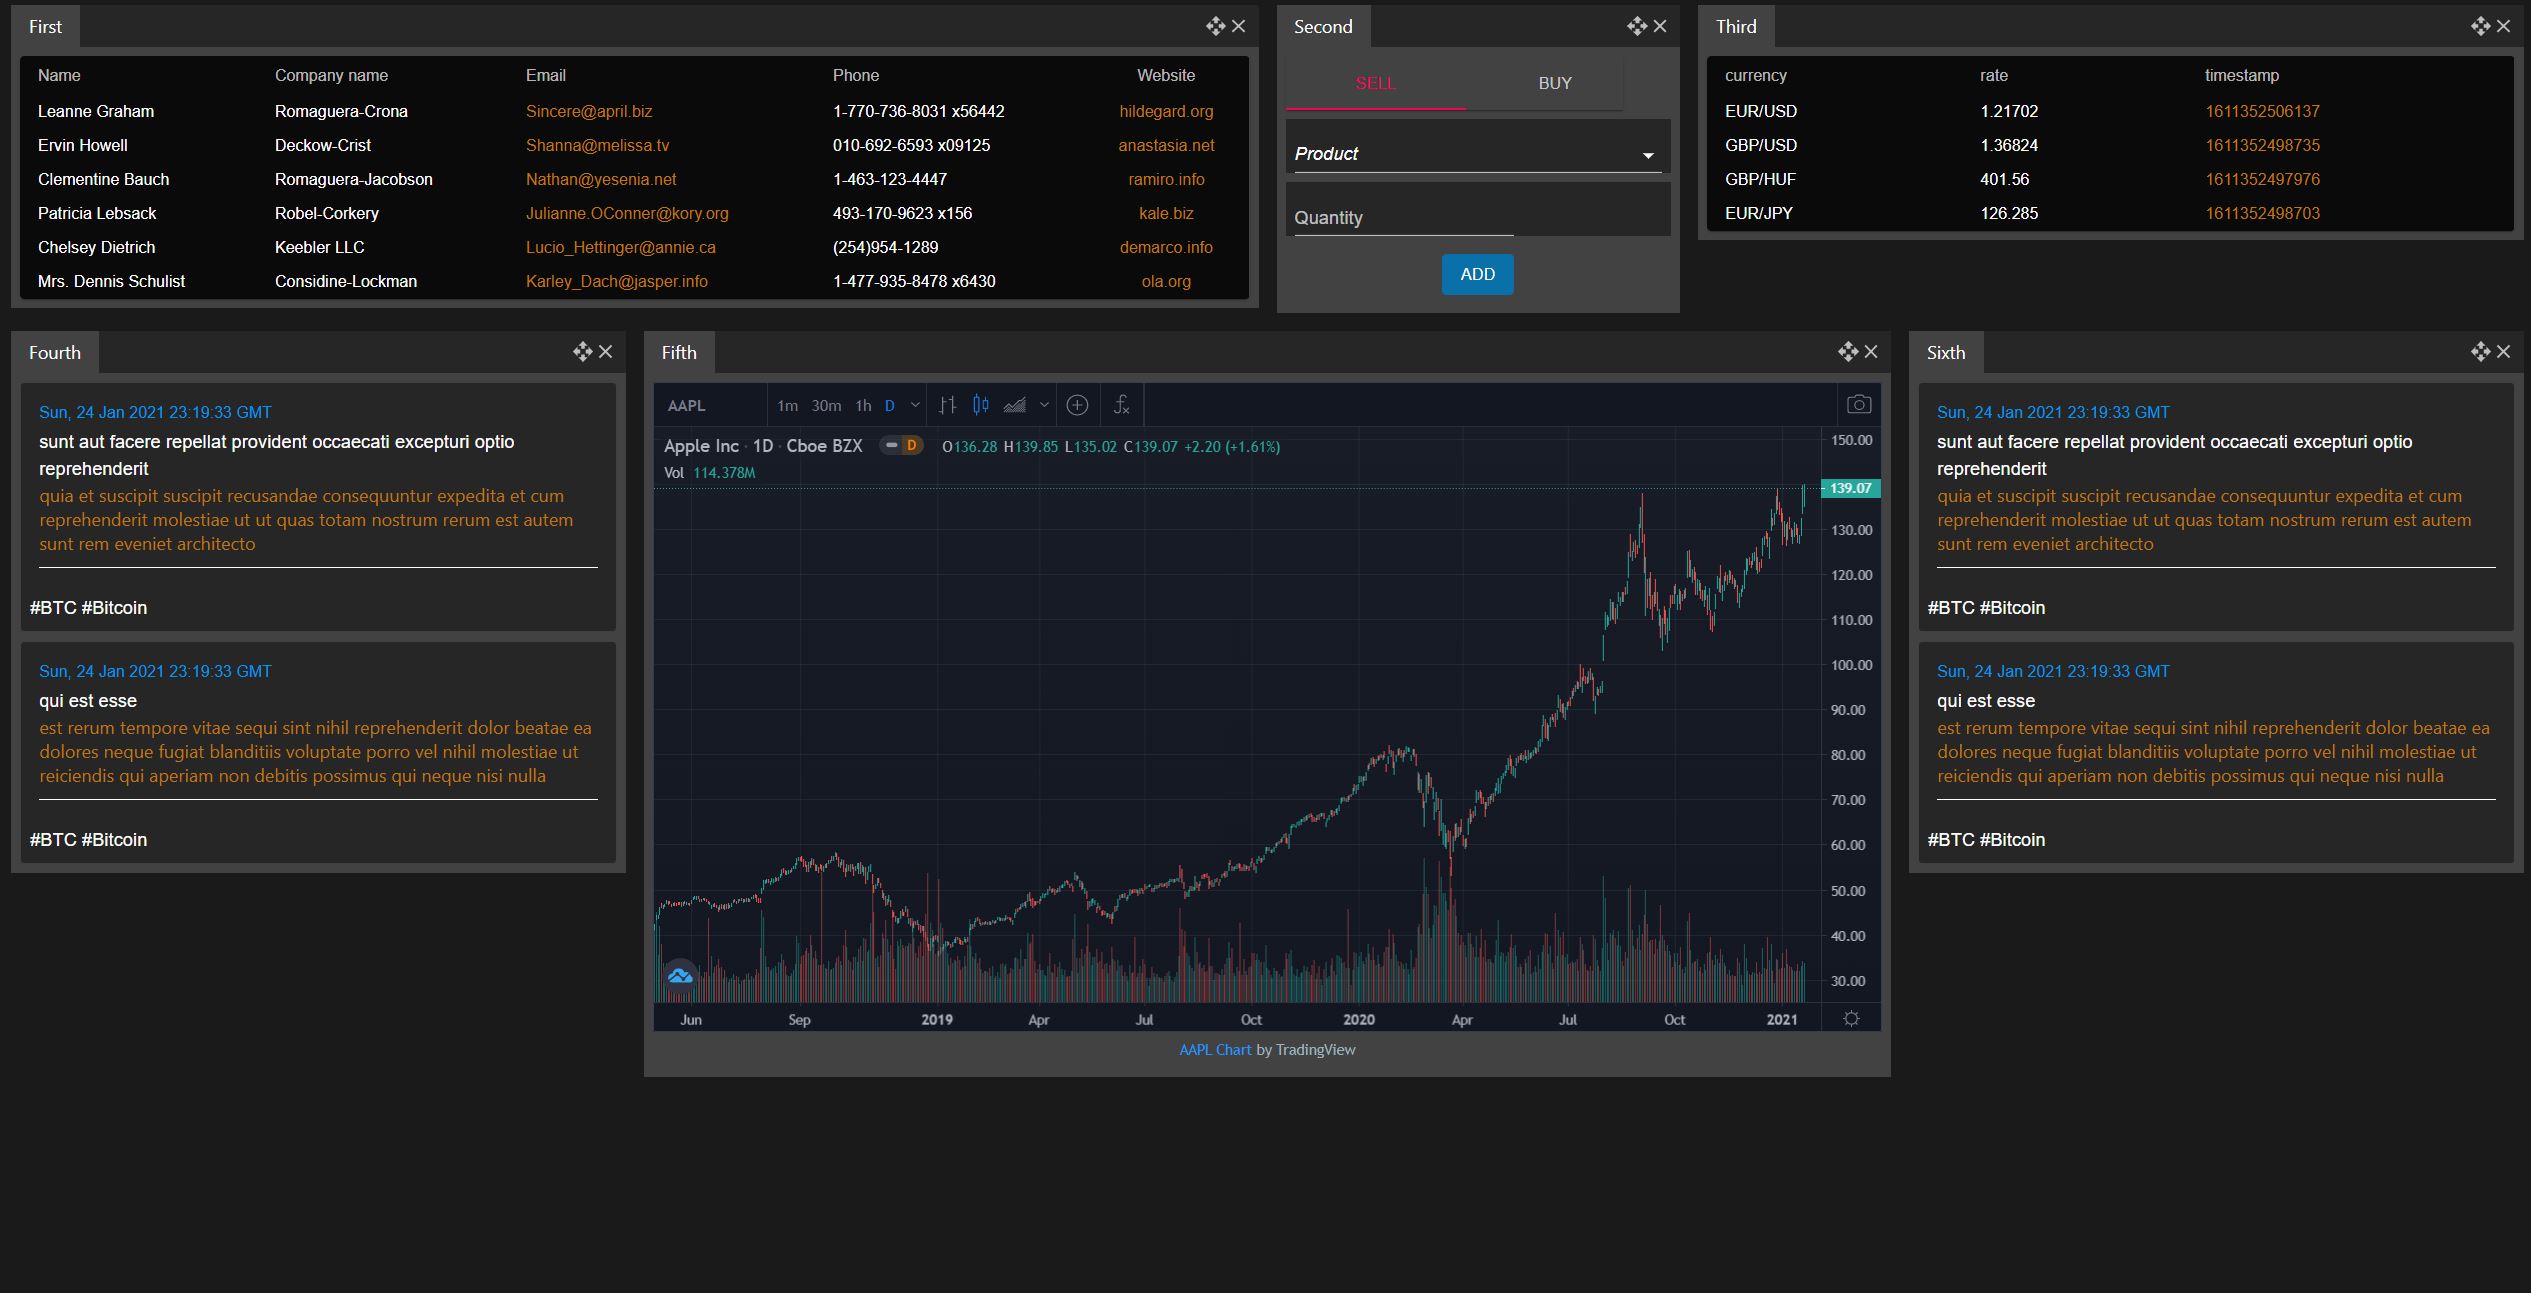 First
Name Company name Email Phone Website
Leanne Graham Romaguera-Crona Sincere@april.biz 1-770-736-8031 x56442 hildegard.org
Ervin Howell Deckow-Crist Shanna@melissa.tv 010-692-6593 x09125 anastasia.net
Clementine Bauch Romaguera-Jacobson Nathan@yesenia.net 1-463-123-4447 ramiro.info
Patricia Lebsack Robel-Corkery Julianne.OConner@kory.org 493-170-9623 x156 kale.biz
Chelsey Dietrich Keebler LLC Lucio_Hettinger@annie.ca (254)954-1289 demarco.info
Mrs. Dennis Schulist Considine-Lockman Karley_Dach@jasper.info 1-477-935-8478 x6430 ola.org
Second
SELL BUY
Product
Quantity
ADD
Third
currency rate timestamp
EUR/USD 1.21702 1611352506137
GBP/USD 1.36824 1611352498735
GBP/HUF 401.56 1611352497976
EUR/JPY 126.285 1611352498703
Fourth
Sun, 24 Jan 2021 23:19:33 GMT
sunt aut facere repellat provident occaecati excepturi optio
reprehenderit
quia et suscipit suscipit recusandae consequuntur expedita et cum
reprehenderit molestiae ut ut quas totam nostrum rerum est autem
sunt rem eveniet architecto
#BTC #Bitcoin
Sun, 24 Jan 2021 23:19:33 GMT
qui est esse
est rerum tempore vitae sequi sint nihil reprehenderit dolor beatae ea
dolores neque fugiat blanditiis voluptate porro vel nihil molestiae ut
reiciendis qui aperiam non debitis possimus qui neque nisi nulla
#BTC #Bitcoin
Fifth
AAPL 1m 30m 1h D
Apple Inc · 1D · Cboe BZX D O136.28 H139.85 L135.02 C139.07 +2.20 (+1.61%)
Vol 114.378M
150.00
139.07
130.00
120.00
110.00
100.00
90.00
80.00
70.00
60.00
50.00
40.00
30.00
Jun Sep 2019 Apr Jul Oct 2020 Apr Jul Oct 2021
AAPL Chart by TradingView
Sixth
Sun, 24 Jan 2021 23:19:33 GMT
sunt aut facere repellat provident occaecati excepturi optio
reprehenderit
quia et suscipit suscipit recusandae consequuntur expedita et cum
reprehenderit molestiae ut ut quas totam nostrum rerum est autem
sunt rem eveniet architecto
#BTC #Bitcoin
Sun, 24 Jan 2021 23:19:33 GMT
qui est esse
est rerum tempore vitae sequi sint nihil reprehenderit dolor beatae ea
dolores neque fugiat blanditiis voluptate porro vel nihil molestiae ut
reiciendis qui aperiam non debitis possimus qui neque nisi nulla
#BTC #Bitcoin